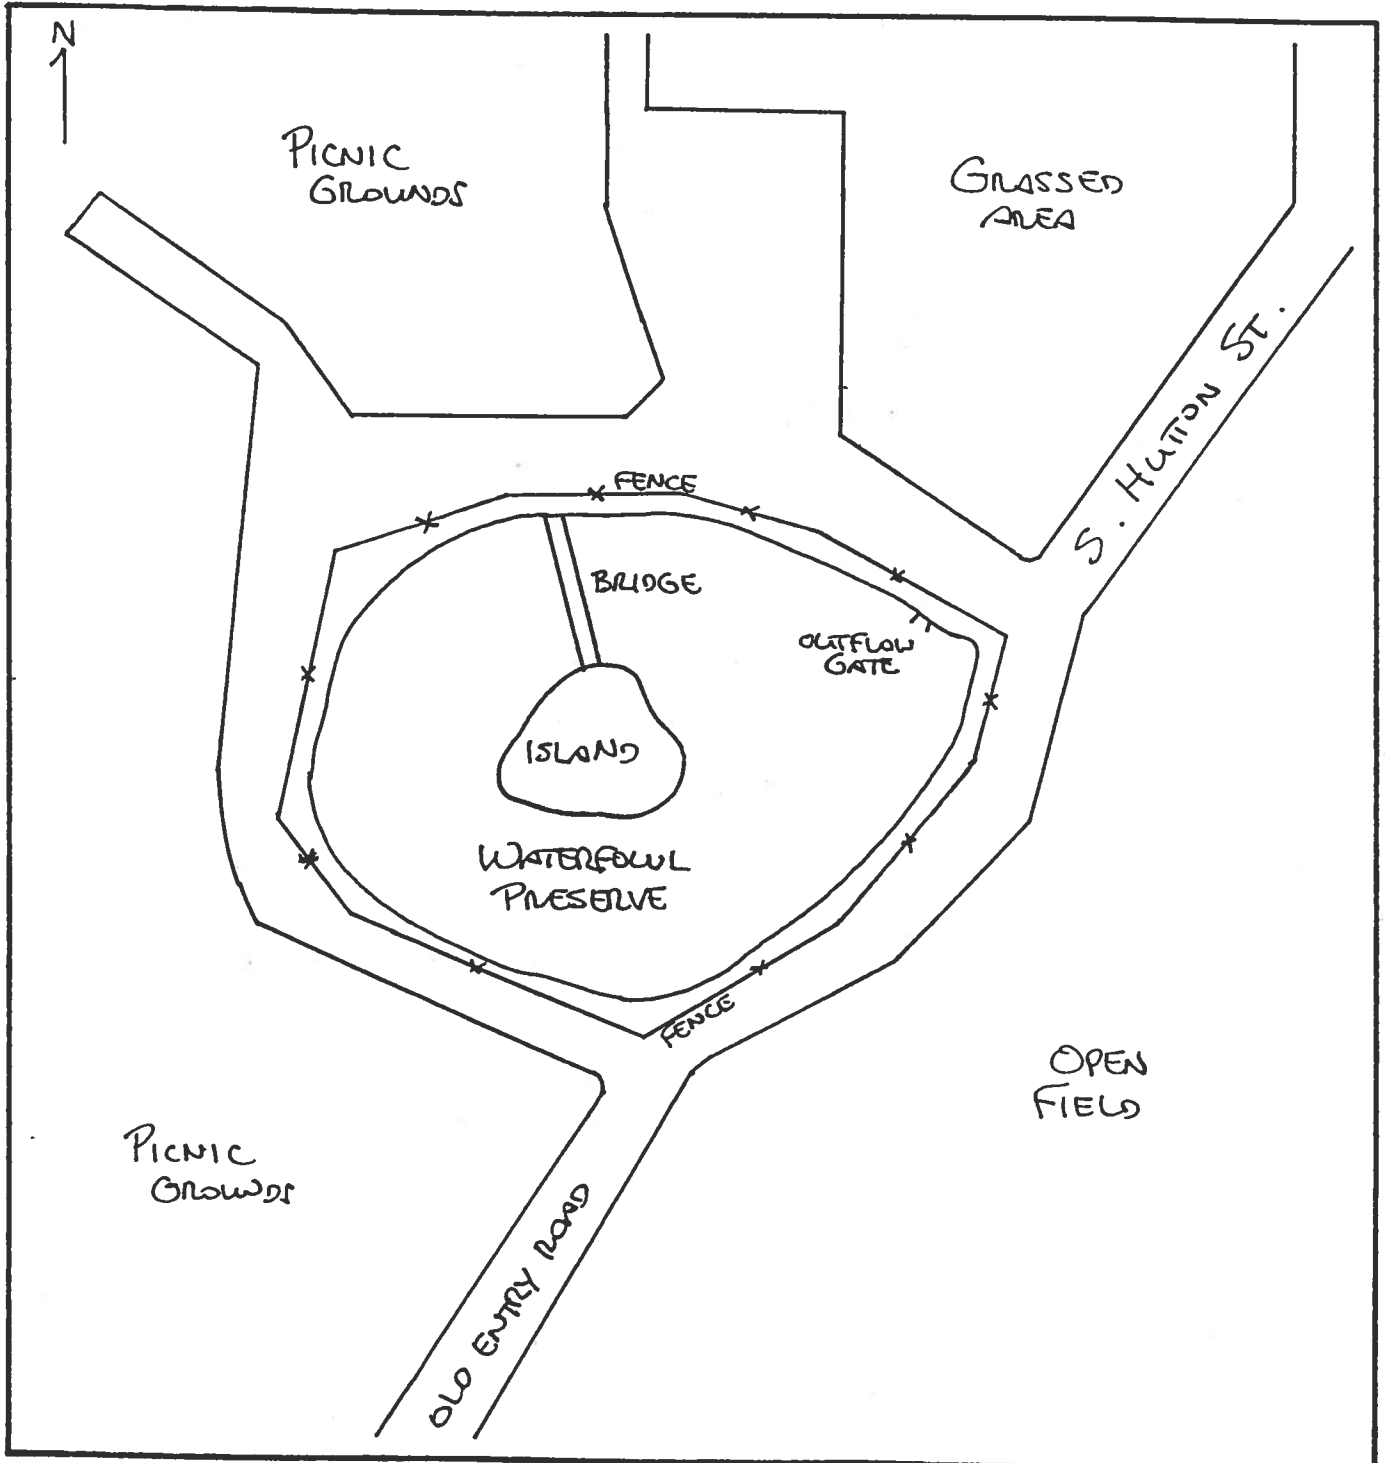 N
PICNIC
GROUNDS
GRASSED
AREA
S. HUTTON ST.
FENCE
BRIDGE
OUTFLOW
GATE
ISLAND
WATERFOWL
PRESERVE
FENCE
OPEN
FIELD
PICNIC
GROUNDS
OLD ENTRY ROAD